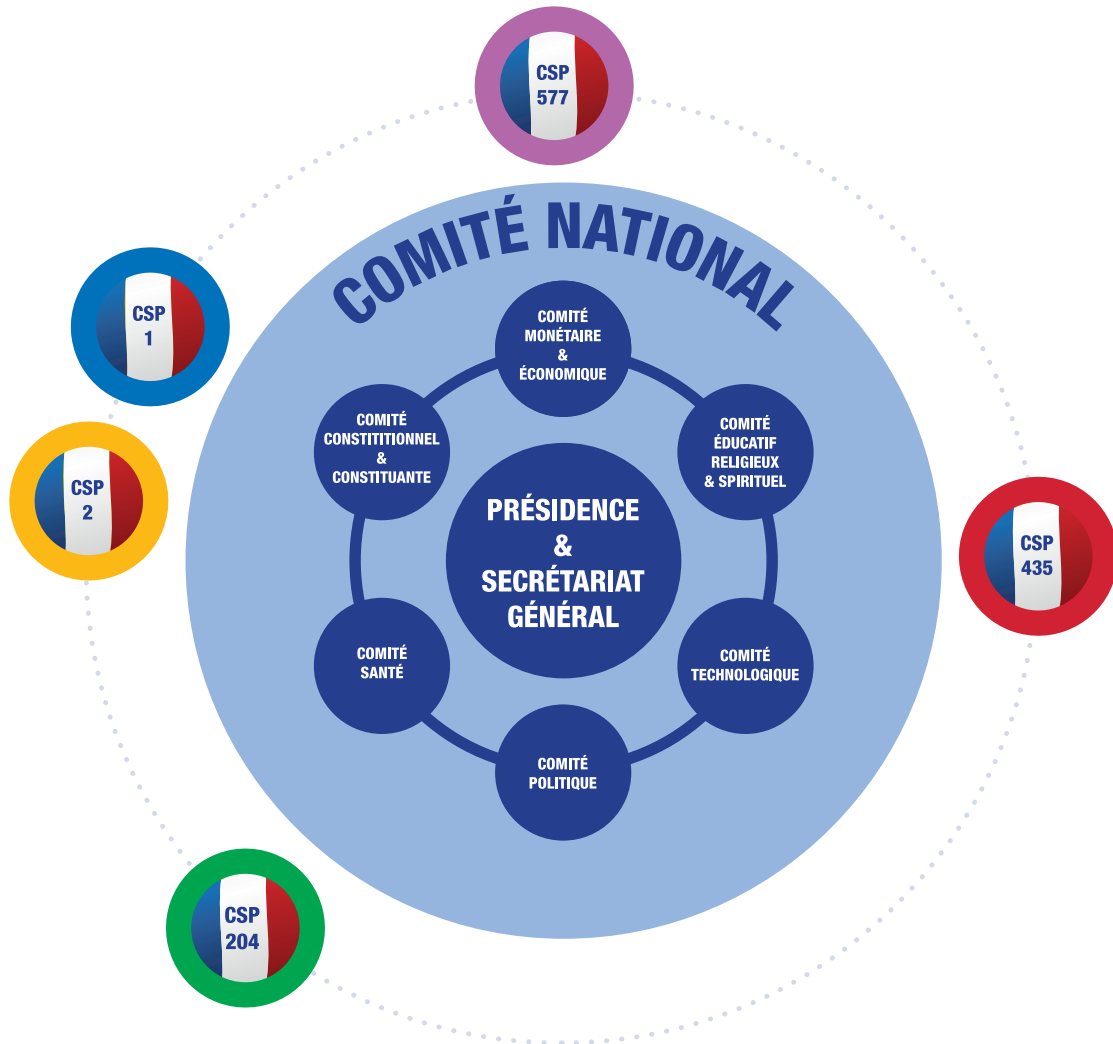 CSP
577
COMITÉ NATIONAL
CSP
1
COMITÉ
MONÉTAIRE
&
ÉCONOMIQUE
COMITÉ
CONSTITITIONNEL
&
CONSTITUANTE
COMITÉ
ÉDUCATIF
RELIGIEUX
& SPIRITUEL
CSP
2
PRÉSIDENCE
&
SECRÉTARIAT
GÉNÉRAL
CSP
435
COMITÉ
SANTÉ
COMITÉ
TECHNOLOGIQUE
COMITÉ
POLITIQUE
CSP
204